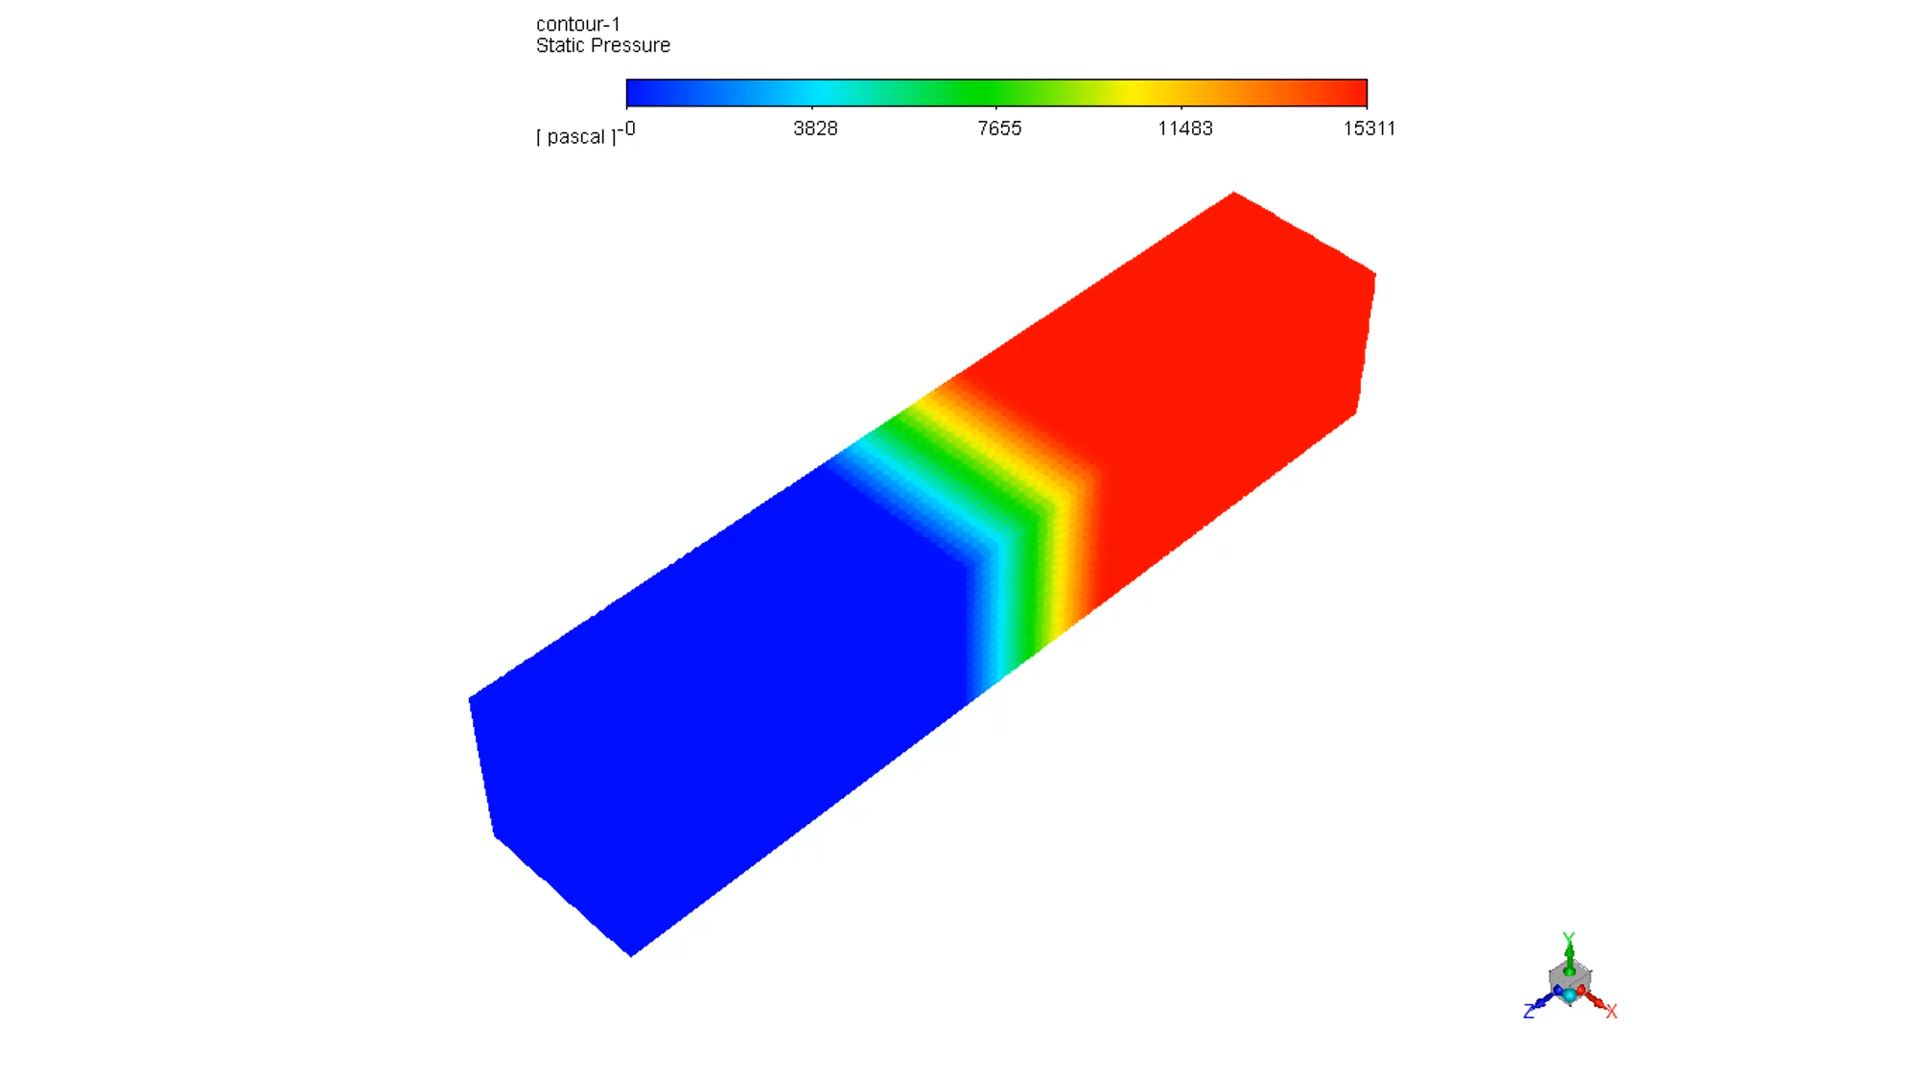 contour-1
Static Pressure
[ pascal ]
-0 3828 7655 11483 15311
Y
Z X